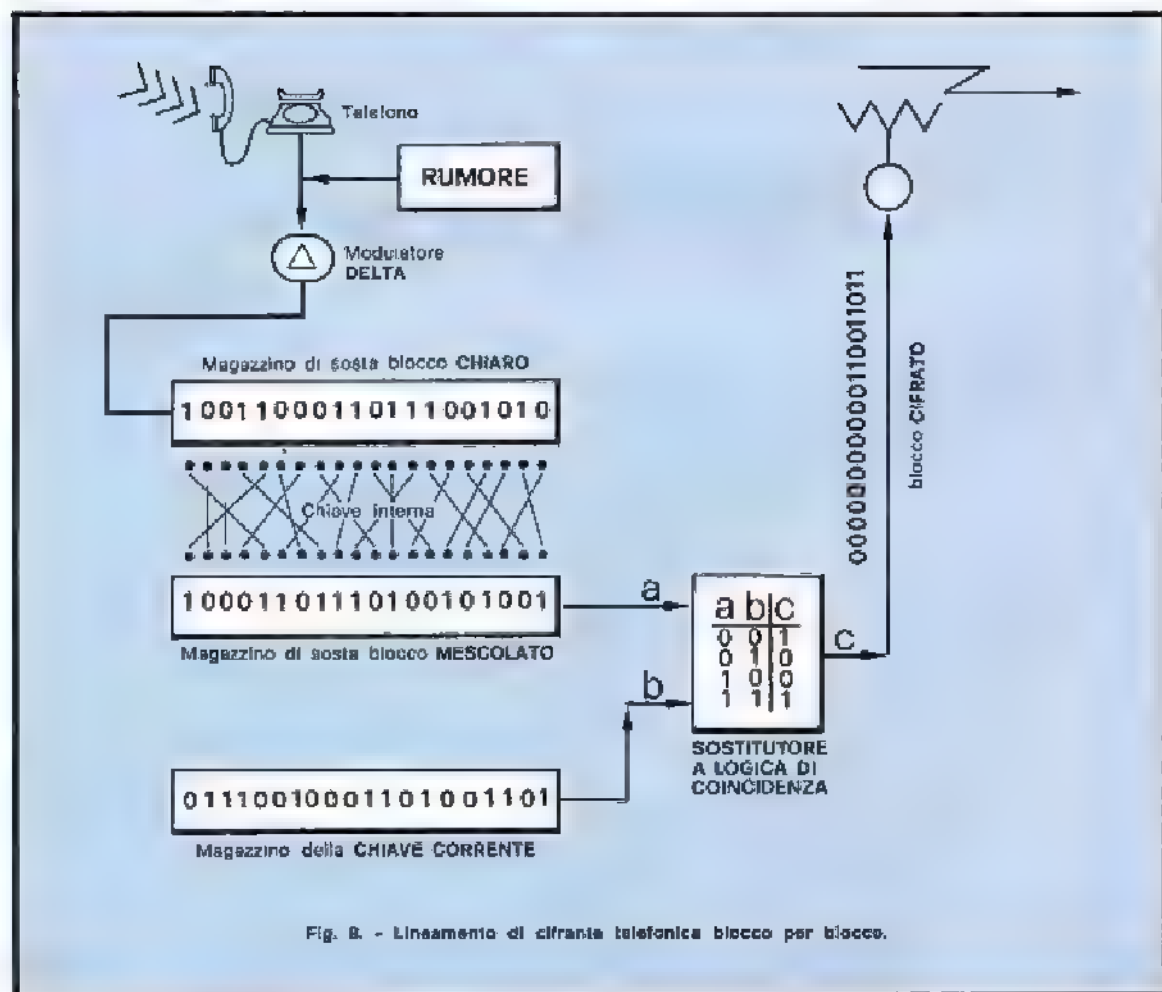 Telefono
RUMORE
Modulatore
DELTA
Magazzino di sosta blocco CHIARO
10011000110111001010
Chiave interna
10001101110100101001
Magazzino di sosta blocco MESCOLATO
01110010001101001101
Magazzino della CHIAVE CORRENTE
a
b
a b c
0 0 1
0 1 0
1 0 0
1 1 1
c
SOSTITUTORE
A LOGICA DI
COINCIDENZA
00000000000110011011
blocco CIFRATO
Fig. 8. - Lineamento di cifrante telefonica blocco per blocco.